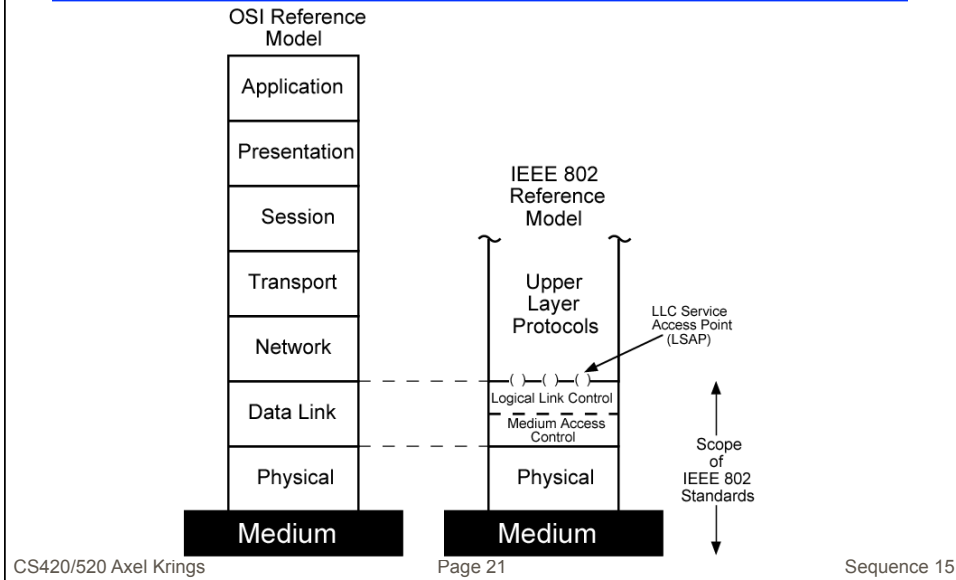 OSI Reference
Model
Application
Presentation
Session
Transport
Network
Data Link
Physical
Medium
IEEE 802
Reference
Model
Upper
Layer
Protocols
LLC Service
Access Point
(LSAP)
Logical Link Control
Medium Access
Control
Physical
Medium
Scope
of
IEEE 802
Standards
CS420/520 Axel Krings
Page 21
Sequence 15